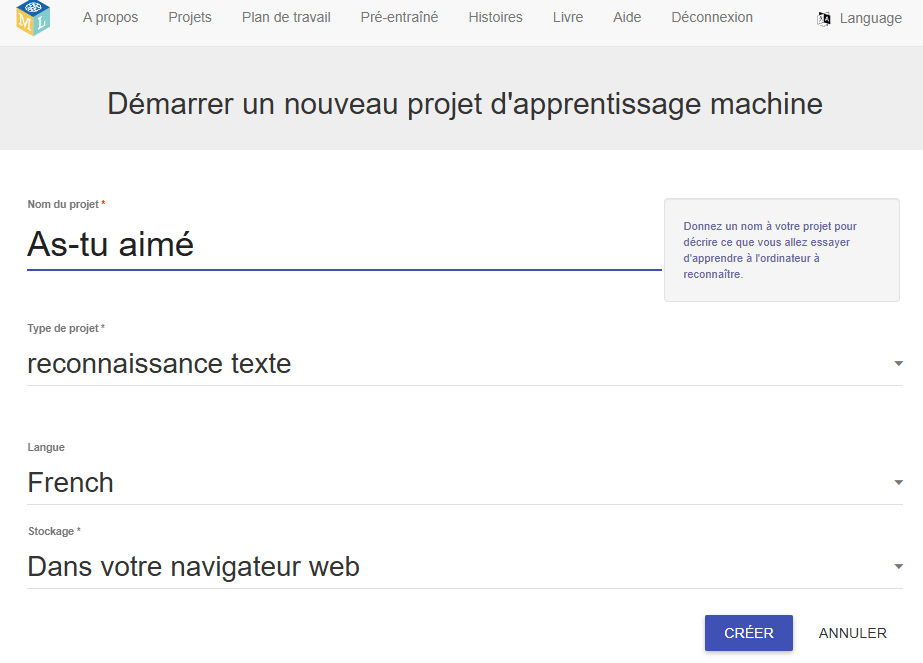 M L
A propos Projets Plan de travail Pré-entraîné Histoires Livre Aide Déconnexion Language
Démarrer un nouveau projet d'apprentissage machine
Nom du projet *
As-tu aimé
Donnez un nom à votre projet pour
décrire ce que vous allez essayer
d'apprendre à l'ordinateur à
reconnaître.
Type de projet *
reconnaissance texte
Langue
French
Stockage *
Dans votre navigateur web
CRÉER ANNULER